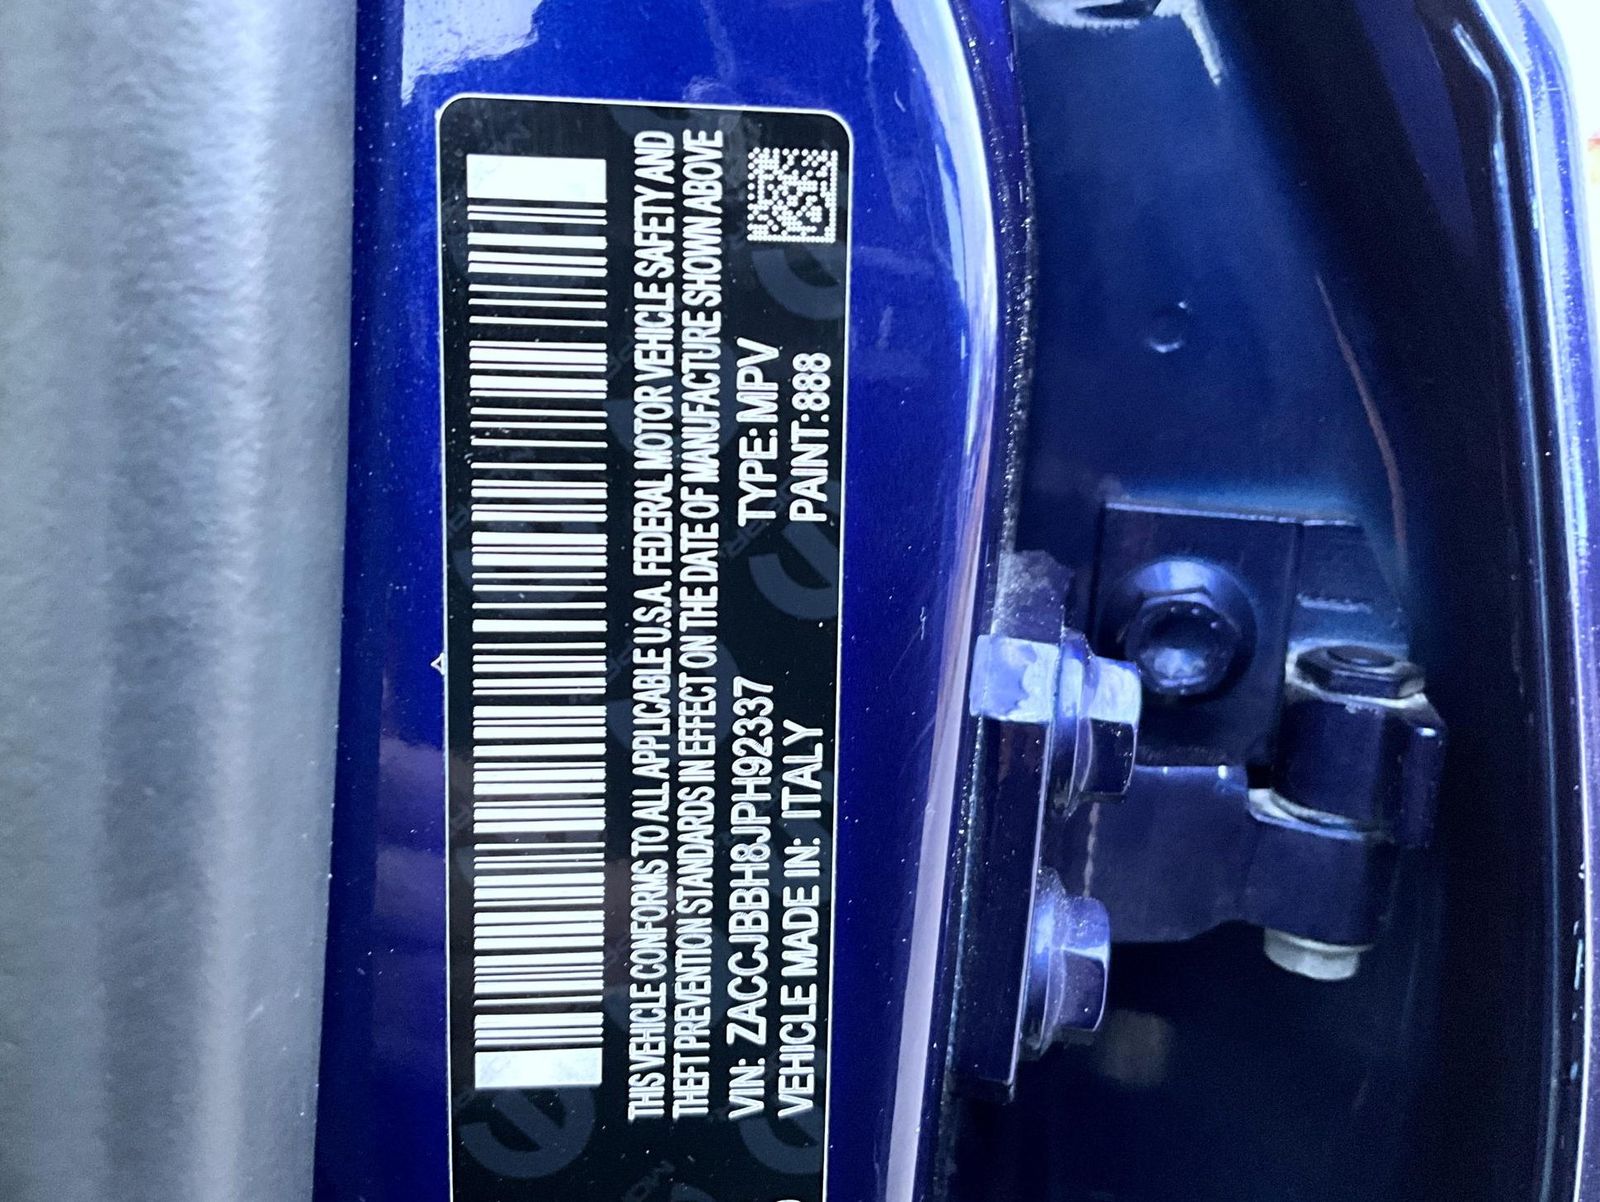 THIS VEHICLE CONFORMS TO ALL APPLICABLE U.S.A. FEDERAL MOTOR VEHICLE SAFETY AND
THEFT PREVENTION STANDARDS IN EFFECT ON THE DATE OF MANUFACTURE SHOWN ABOVE
VIN: ZACCJBBH8JPH92337 TYPE: MPV
VEHICLE MADE IN: ITALY PAINT: 888